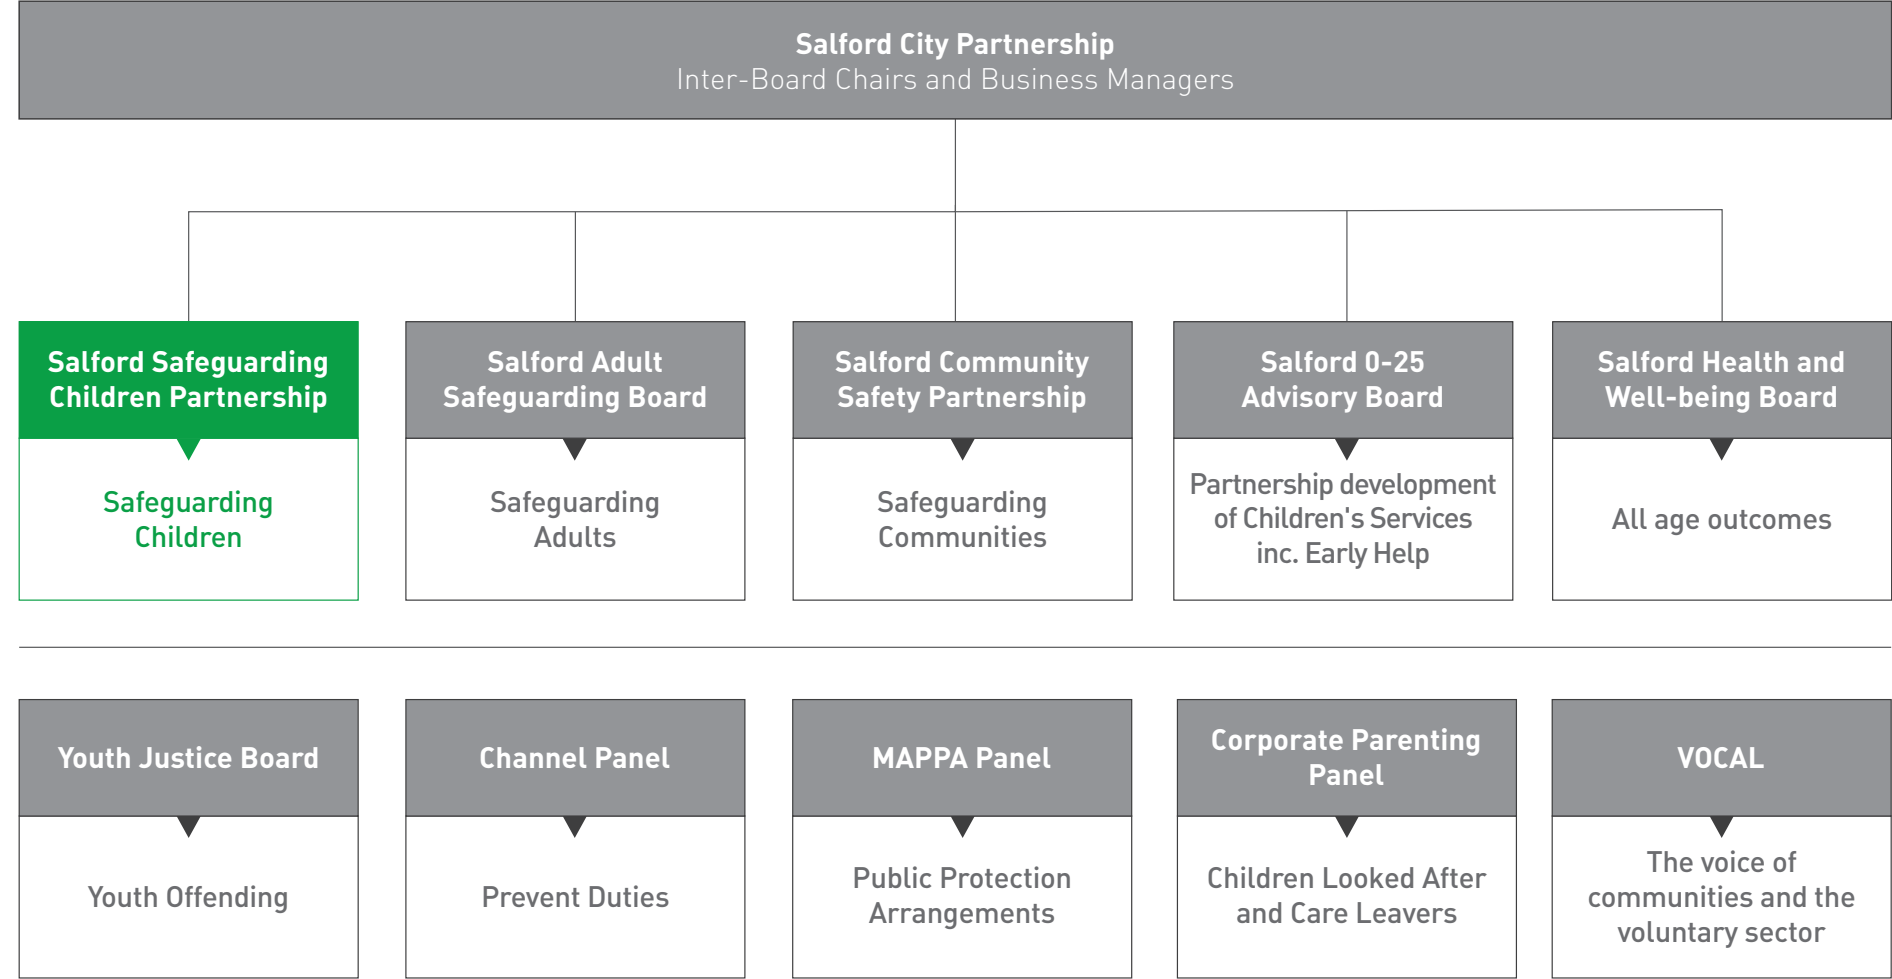 Salford City Partnership
Inter-Board Chairs and Business Managers
Salford Safeguarding
Children Partnership
Safeguarding
Children
Salford Adult
Safeguarding Board
Safeguarding
Adults
Salford Community
Safety Partnership
Safeguarding
Communities
Salford 0-25
Advisory Board
Partnership development
of Children's Services
inc. Early Help
Salford Health and
Well-being Board
All age outcomes
Youth Justice Board
Youth Offending
Channel Panel
Prevent Duties
MAPPA Panel
Public Protection
Arrangements
Corporate Parenting
Panel
Children Looked After
and Care Leavers
VOCAL
The voice of
communities and the
voluntary sector